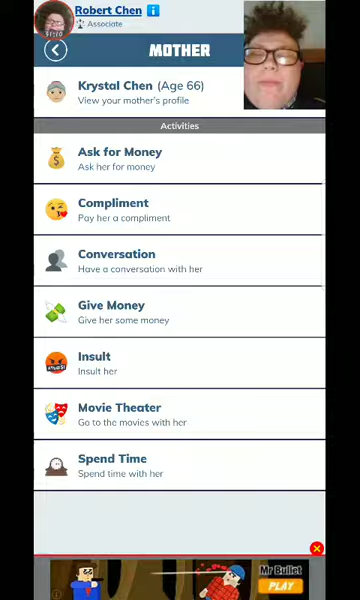 Robert Chen i
Associate
MOTHER
Krystal Chen (Age 66)
View your mother's profile
Activities
Ask for Money
Ask her for money
Compliment
Pay her a compliment
Conversation
Have a conversation with her
Give Money
Give her some money
Insult
Insult her
Movie Theater
Go to the movies with her
Spend Time
Spend time with her
Mr Bullet
PLAY